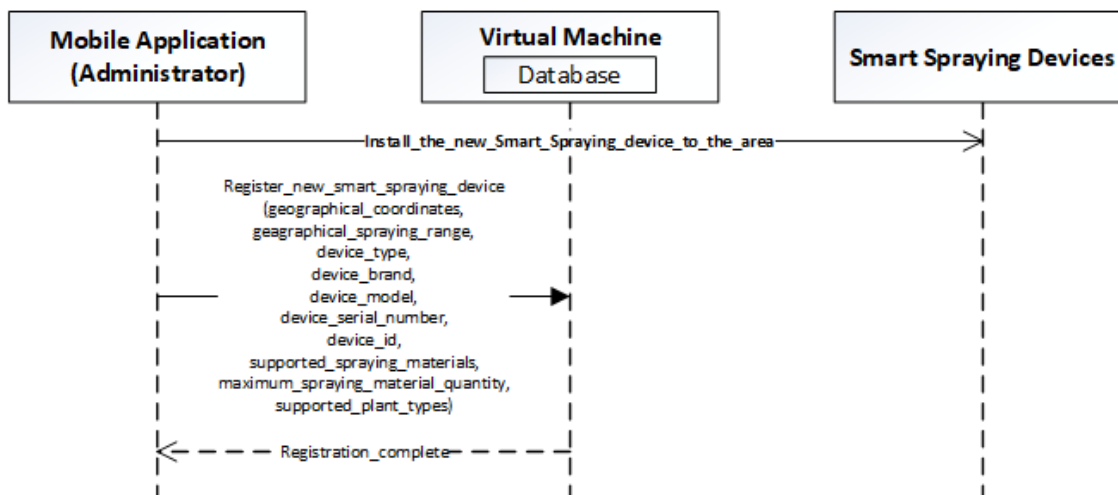 Mobile Application
(Administrator)
Virtual Machine
Database
Smart Spraying Devices
Install_the_new_Smart_Spraying_device_to_the_area
Register_new_smart_spraying_device
(geographical_coordinates,
geagraphical_spraying_range,
device_type,
device_brand,
device_model,
device_serial_number,
device_id,
supported_spraying_materials,
maximum_spraying_material_quantity,
supported_plant_types)
Registration_complete